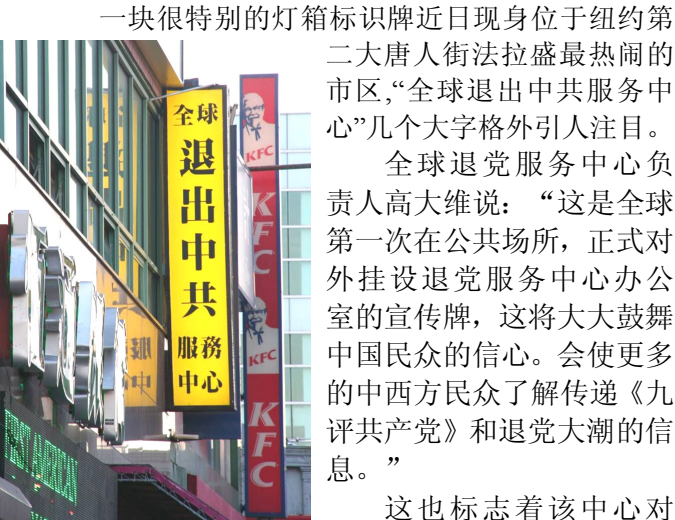 一块很特别的灯箱标识牌近日现身位于纽约第
二大唐人街法拉盛最热闹的
市区,“全球退出中共服务中
心”几个大字格外引人注目。
全球退党服务中心负
责人高大维说：“这是全球
第一次在公共场所，正式对
外挂设退党服务中心办公
室的宣传牌，这将大大鼓舞
中国民众的信心。会使更多
的中西方民众了解传递《九
评共产党》和退党大潮的信
息。”
这也标志着该中心对
全球
退出中共
服務
中心
KFC
KFC
KFC
KFC
FIRST AMERICAN